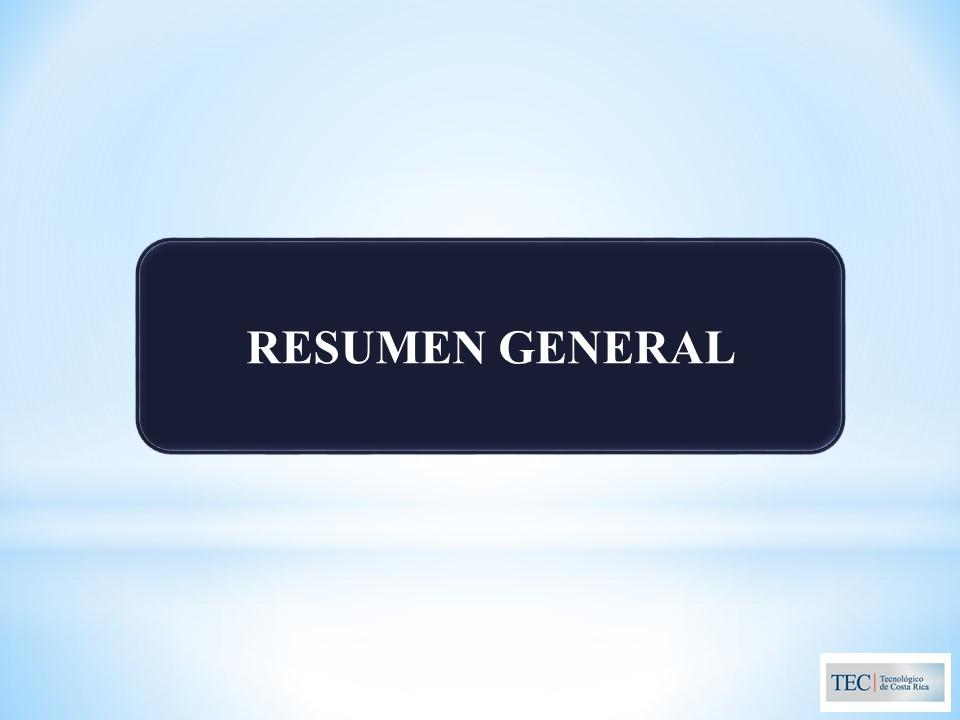 RESUMEN GENERAL
TEC Tecnológico
de Costa Rica